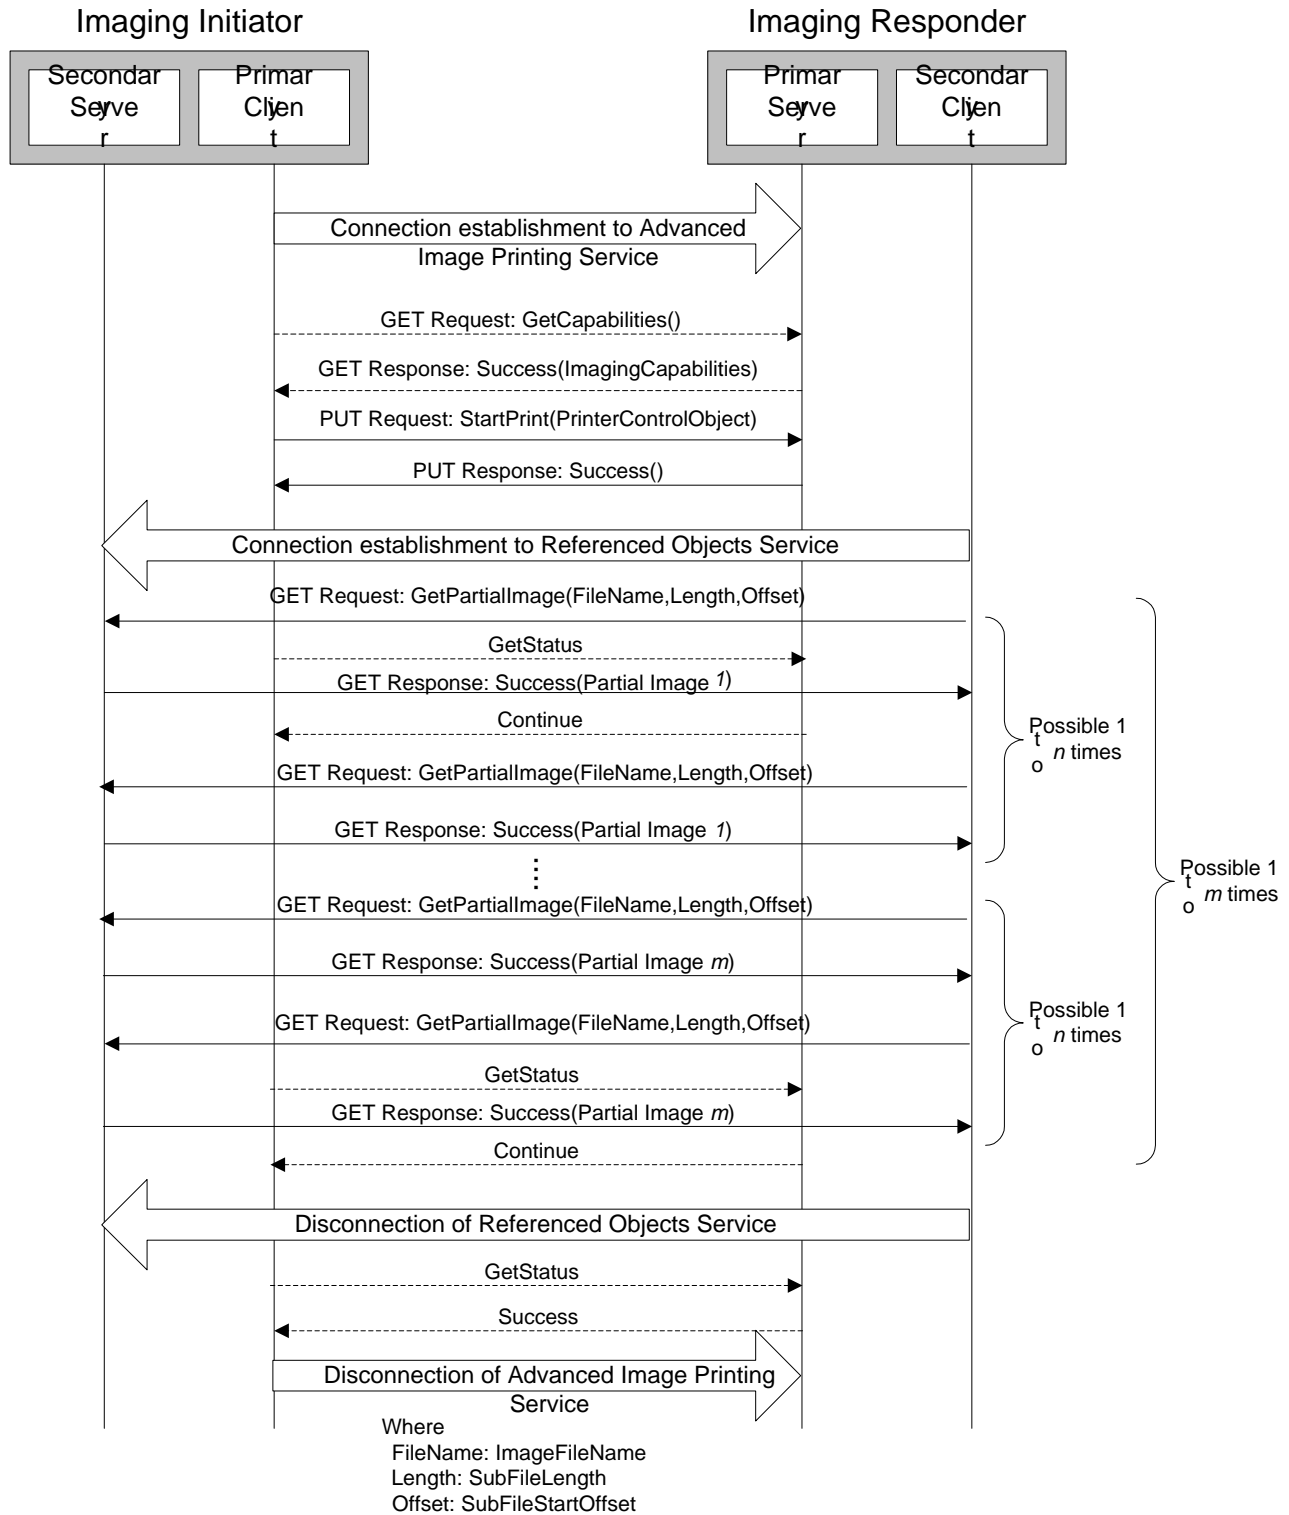 Imaging Initiator
Imaging Responder
Secondary
Server
Primary
Client
Primary
Server
Secondary
Client
Connection establishment to Advanced
Image Printing Service
GET Request: GetCapabilities()
GET Response: Success(ImagingCapabilities)
PUT Request: StartPrint(PrinterControlObject)
PUT Response: Success()
Connection establishment to Referenced Objects Service
GET Request: GetPartialImage(FileName,Length,Offset)
GetStatus
GET Response: Success(Partial Image 1)
Continue
Possible 1
to n times
GET Request: GetPartialImage(FileName,Length,Offset)
GET Response: Success(Partial Image 1)
Possible 1
to m times
GET Request: GetPartialImage(FileName,Length,Offset)
GET Response: Success(Partial Image m)
Possible 1
to n times
GET Request: GetPartialImage(FileName,Length,Offset)
GetStatus
GET Response: Success(Partial Image m)
Continue
Disconnection of Referenced Objects Service
GetStatus
Success
Disconnection of Advanced Image Printing
Service
Where
FileName: ImageFileName
Length: SubFileLength
Offset: SubFileStartOffset